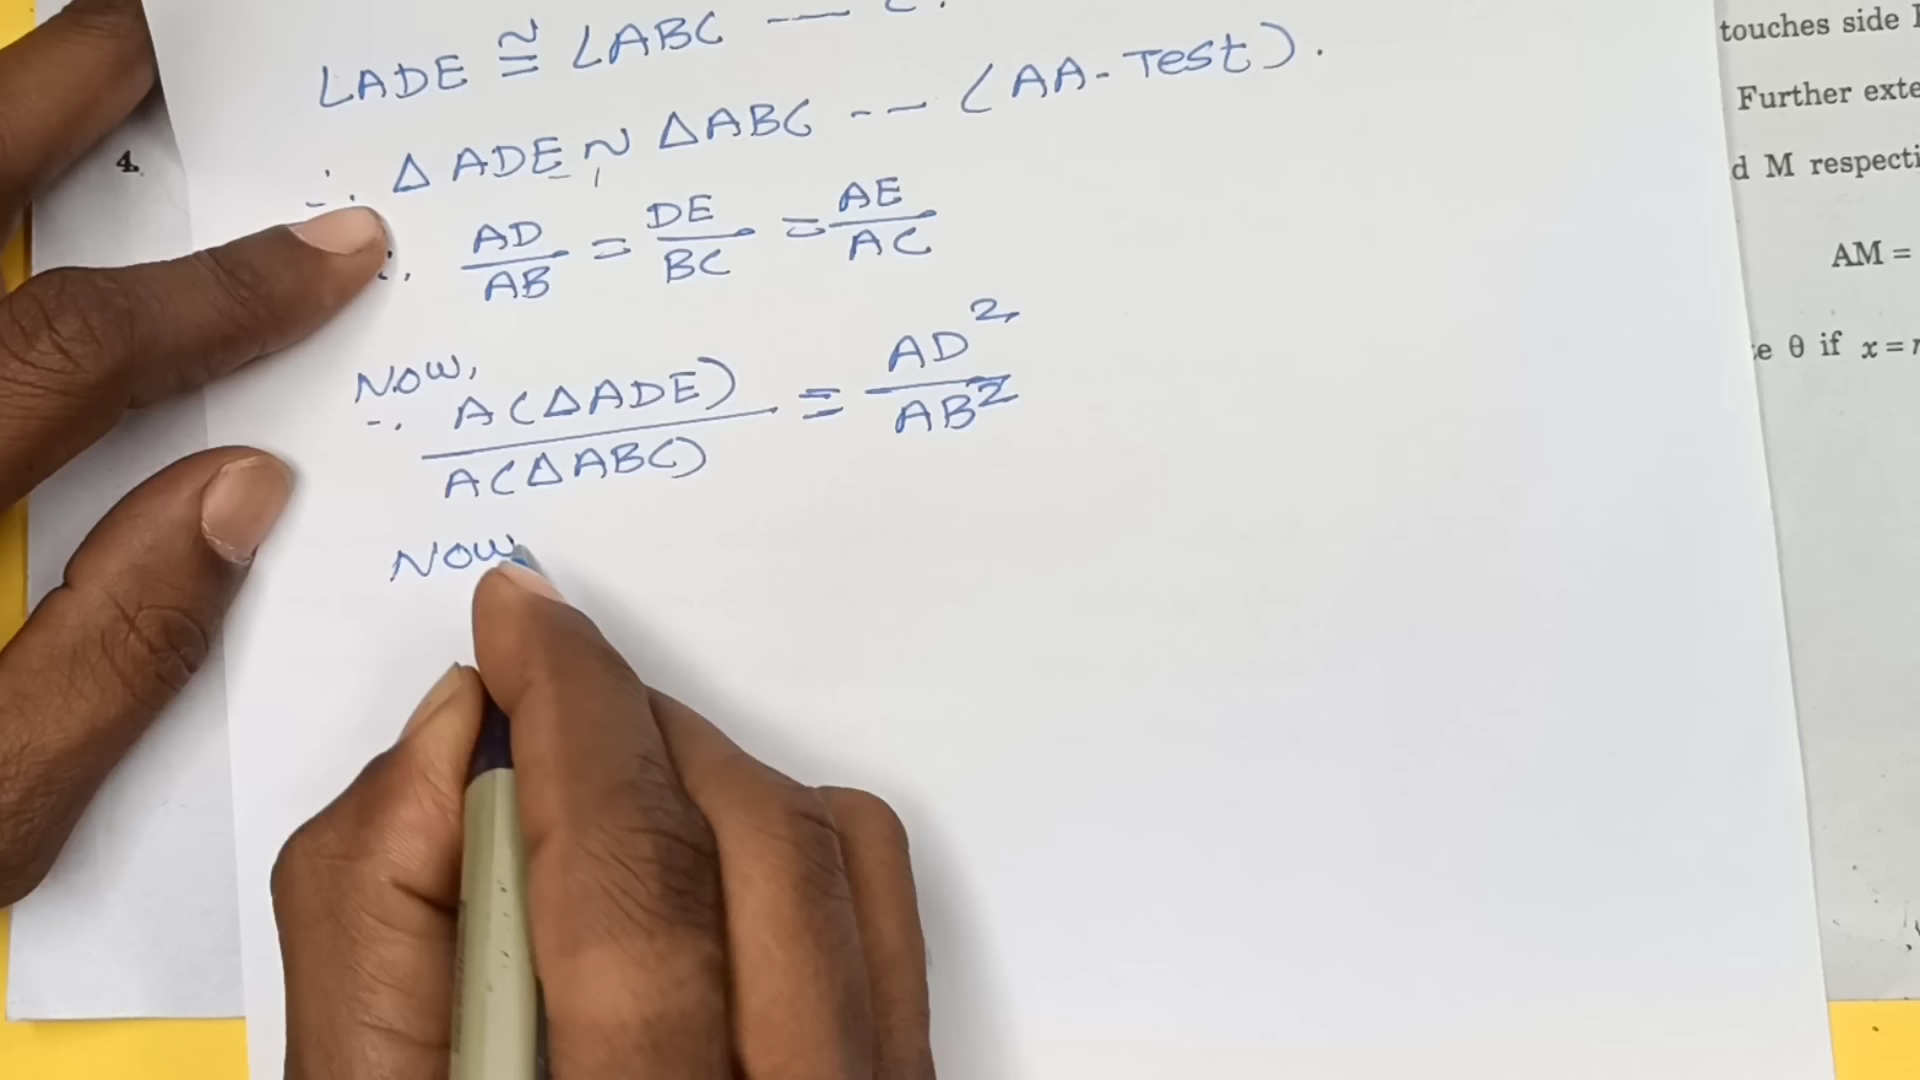 ∠ADE ≅ ∠ABC ---
∴ △ADE ~ △ABC --- (AA-Test).
∴ AD/AB = DE/BC = AE/AC
Now,
∴ A(△ADE)/A(△ABC) = AD²/AB²
Now
4.
touches side
Further exte
d M respecti
AM =
e θ if x =